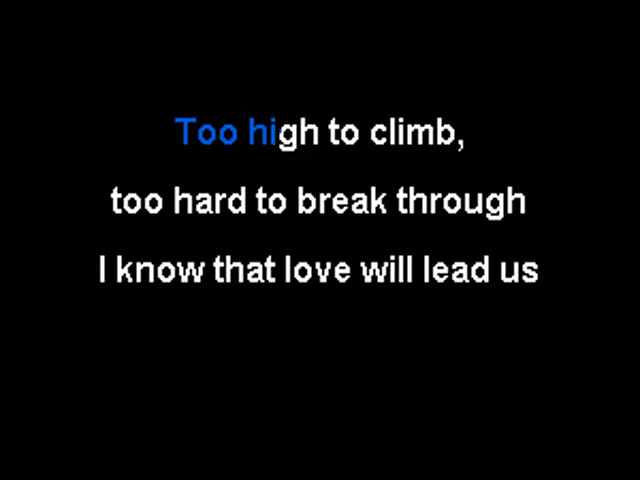 Too high to climb,
too hard to break through
I know that love will lead us